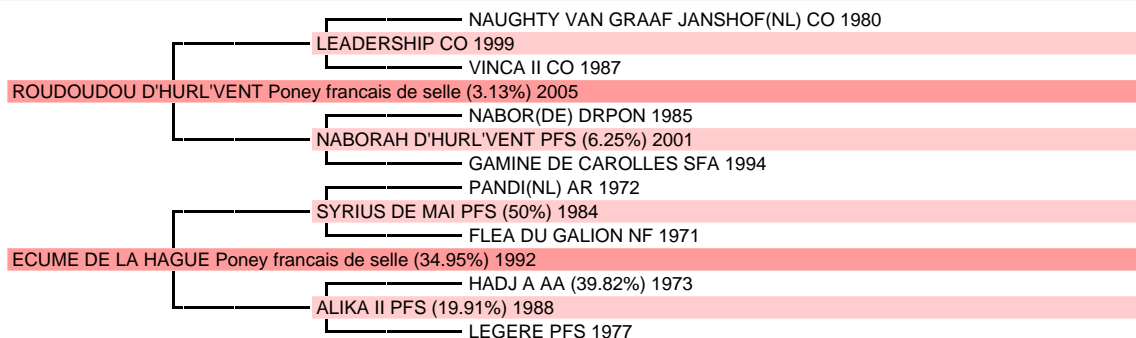 NAUGHTY VAN GRAAF JANSHOF(NL) CO 1980
LEADERSHIP CO 1999
VINCA II CO 1987
ROUDOUDOU D'HURL'VENT Poney francais de selle (3.13%) 2005
NABOR(DE) DRPON 1985
NABORAH D'HURL'VENT PFS (6.25%) 2001
GAMINE DE CAROLLES SFA 1994
PANDI(NL) AR 1972
SYRIUS DE MAI PFS (50%) 1984
FLEA DU GALION NF 1971
ECUME DE LA HAGUE Poney francais de selle (34.95%) 1992
HADJ A AA (39.82%) 1973
ALIKA II PFS (19.91%) 1988
LEGERE PFS 1977